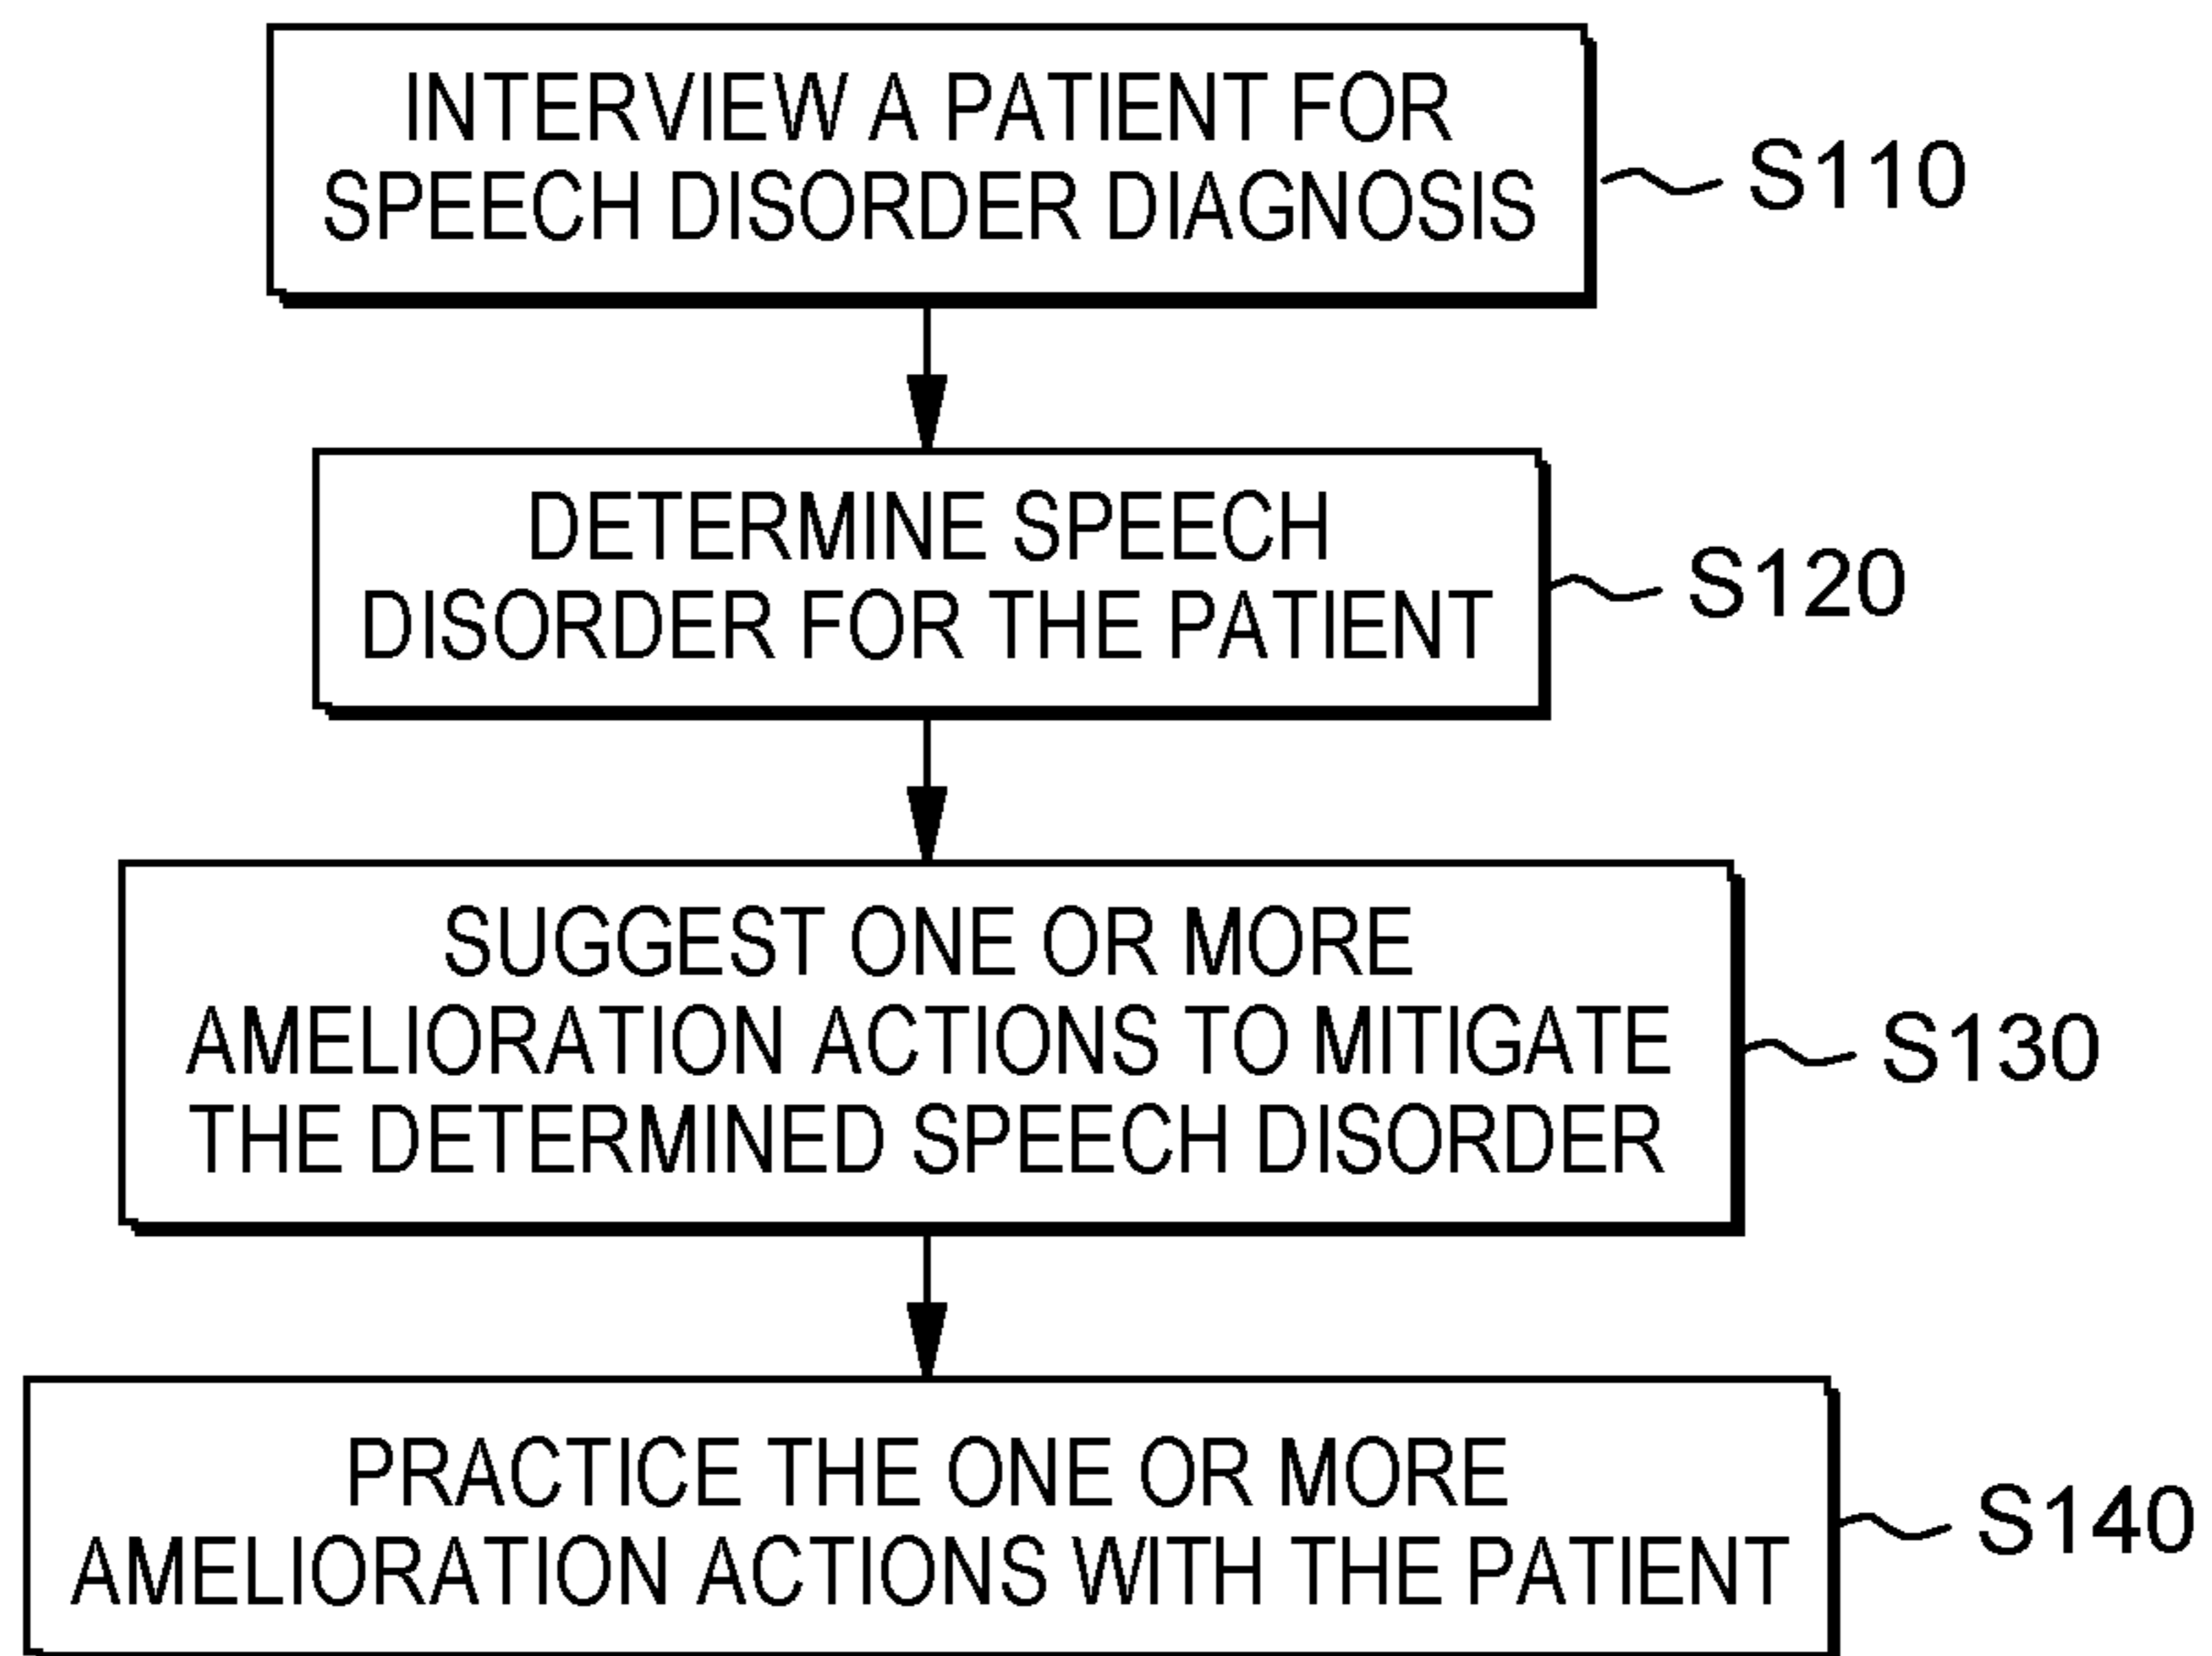 INTERVIEW A PATIENT FOR
SPEECH DISORDER DIAGNOSIS
S110
DETERMINE SPEECH
DISORDER FOR THE PATIENT
S120
SUGGEST ONE OR MORE
AMELIORATION ACTIONS TO MITIGATE
THE DETERMINED SPEECH DISORDER
S130
PRACTICE THE ONE OR MORE
AMELIORATION ACTIONS WITH THE PATIENT
S140